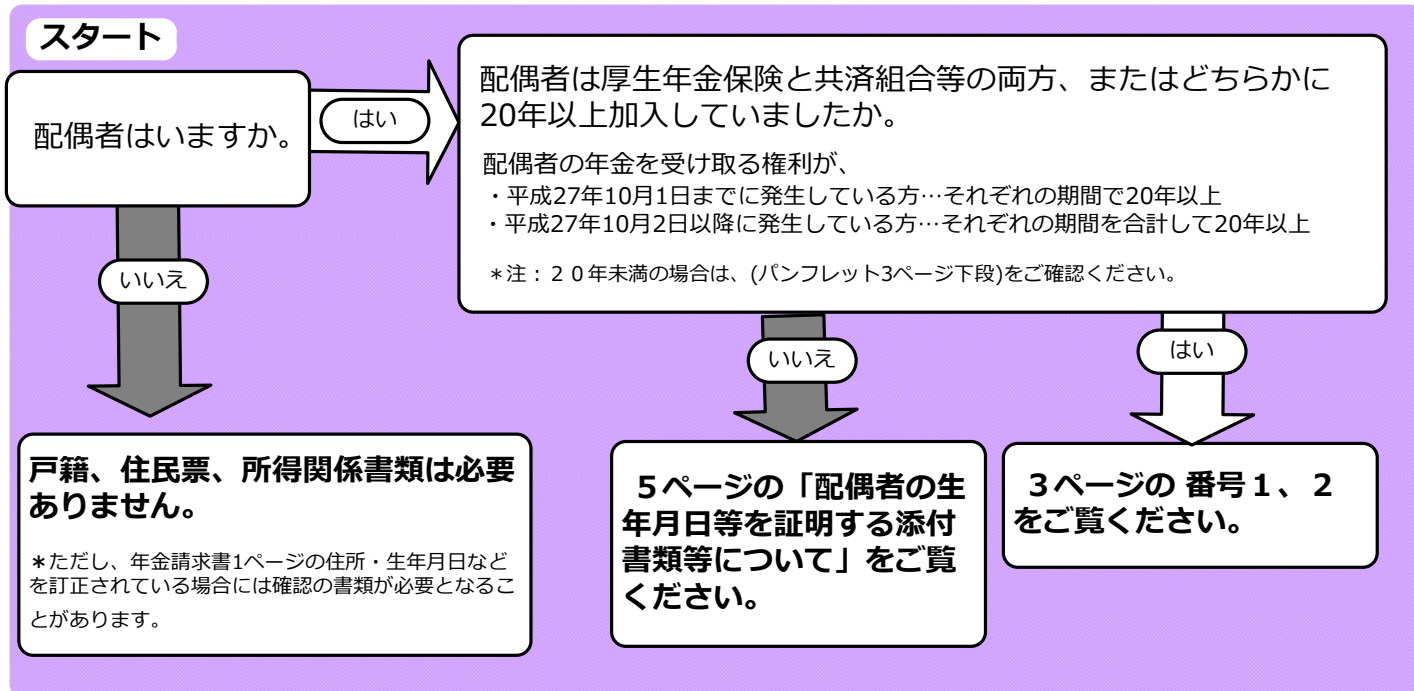 スタート
配偶者はいますか。
はい
配偶者は厚生年金保険と共済組合等の両方、またはどちらかに
20年以上加入していましたか。
配偶者の年金を受け取る権利が、
・平成27年10月1日までに発生している方…それぞれの期間で20年以上
・平成27年10月2日以降に発生している方…それぞれの期間を合計して20年以上
＊注：２０年未満の場合は、(パンフレット3ページ下段)をご確認ください。
いいえ
いいえ
はい
戸籍、住民票、所得関係書類は必要
ありません。
＊ただし、年金請求書1ページの住所・生年月日など
を訂正されている場合には確認の書類が必要となるこ
とがあります。
５ページの「配偶者の生
年月日等を証明する添付
書類等について」をご覧
ください。
３ページの 番号１、２
をご覧ください。